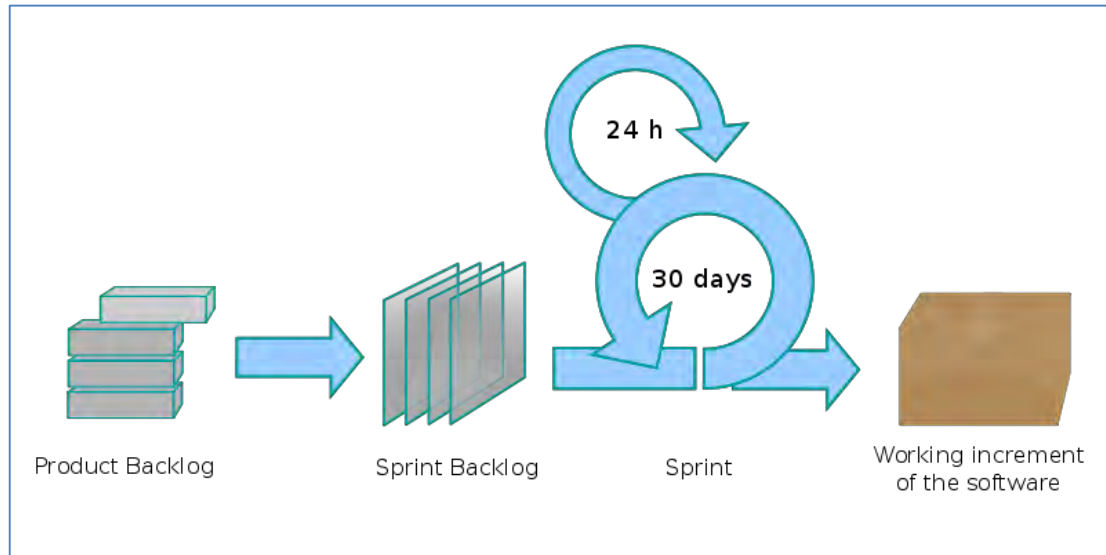 24 h
30 days
Product Backlog
Sprint Backlog
Sprint
Working increment
of the software